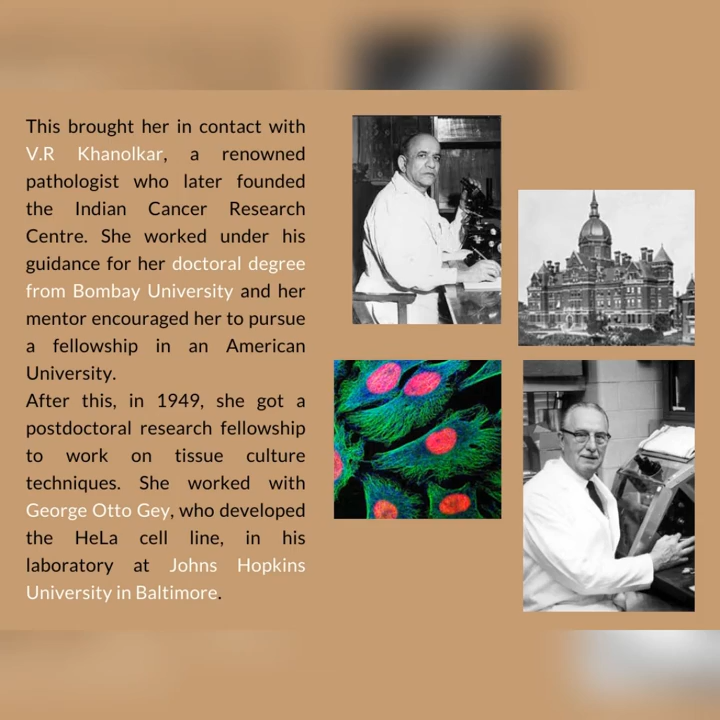 This brought her in contact with
V.R Khanolkar, a renowned
pathologist who later founded
the Indian Cancer Research
Centre. She worked under his
guidance for her doctoral degree
from Bombay University and her
mentor encouraged her to pursue
a fellowship in an American
University.
After this, in 1949, she got a
postdoctoral research fellowship
to work on tissue culture
techniques. She worked with
George Otto Gey, who developed
the HeLa cell line, in his
laboratory at Johns Hopkins
University in Baltimore.